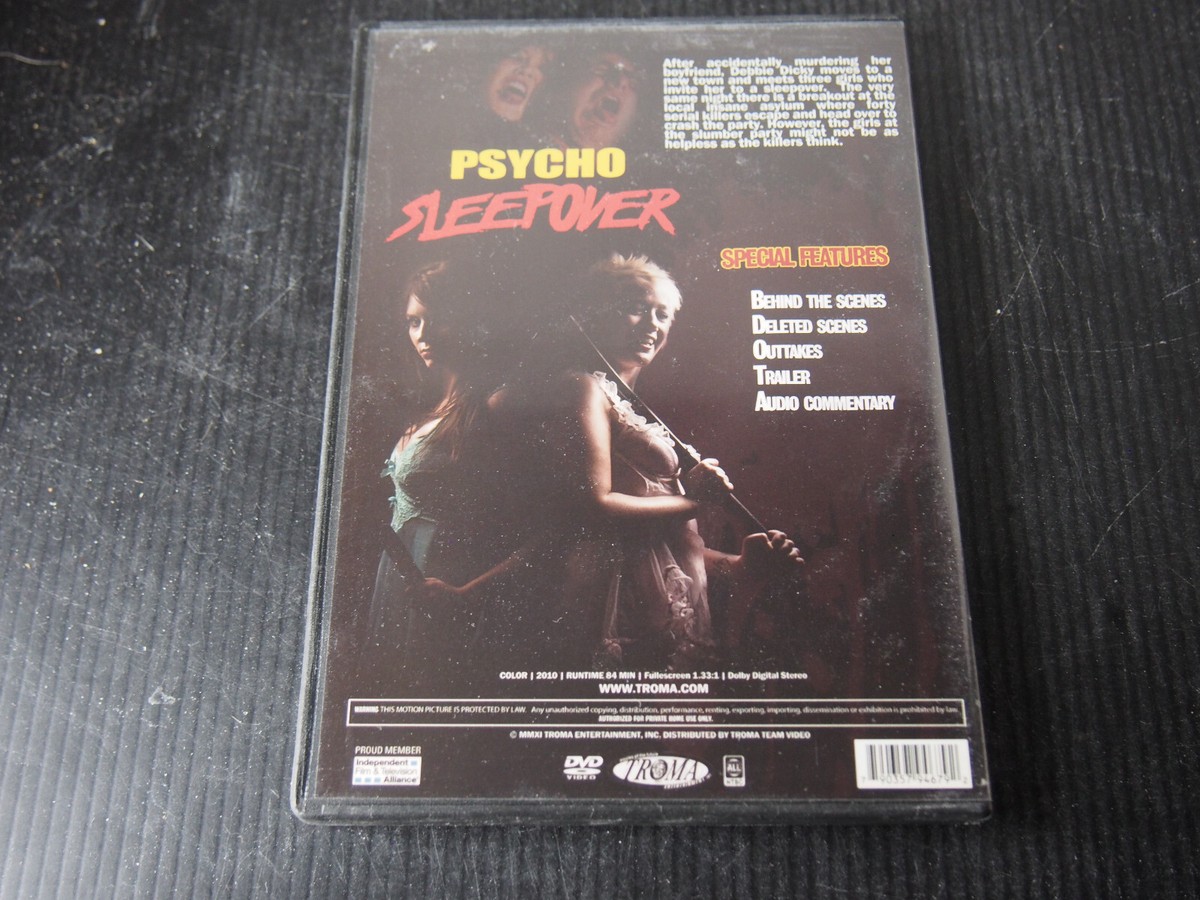 After accidentally murdering her
boyfriend, Debbie Dicky moves to a
new town and meets three girls who
invite her to a sleepover. The very
same night there is a breakout at the
local insane asylum where forty
serial killers escape and head over to
crash the party. However, the girls at
the slumber party might not be as
helpless as the killers think.
PSYCHO
SLEEPOVER
SPECIAL FEATURES
BEHIND THE SCENES
DELETED SCENES
OUTTAKES
TRAILER
AUDIO COMMENTARY
COLOR | 2010 | RUNTIME 84 MIN | Fullescreen 1.33:1 | Dolby Digital Stereo
WWW.TROMA.COM
WARNING THIS MOTION PICTURE IS PROTECTED BY LAW. Any unauthorized copying, distribution, performance, renting, exporting, importing, dissemination or exhibition is prohibited by law.
AUTHORIZED FOR PRIVATE HOME USE ONLY.
© MMXI TROMA ENTERTAINMENT, INC. DISTRIBUTED BY TROMA TEAM VIDEO
PROUD MEMBER
Independent
Film & Television
Alliance
DVD
VIDEO
TROMA
ALL
NTSC
7 90357 94679 2